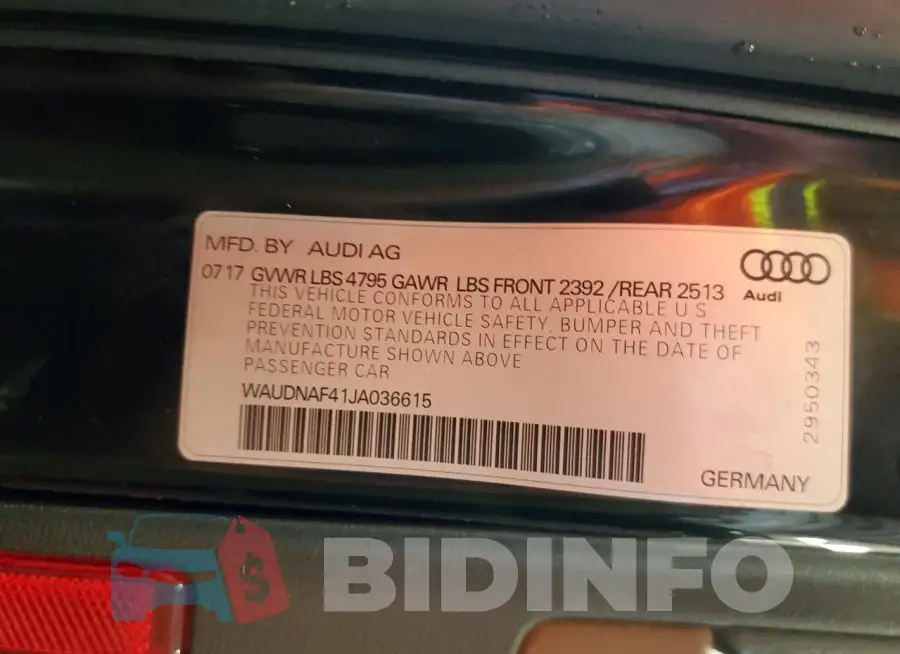 MFD. BY AUDI AG
07 17 GVWR LBS 4795 GAWR LBS FRONT 2392 /REAR 2513
Audi
THIS VEHICLE CONFORMS TO ALL APPLICABLE U S
FEDERAL MOTOR VEHICLE SAFETY, BUMPER AND THEFT
PREVENTION STANDARDS IN EFFECT ON THE DATE OF
MANUFACTURE SHOWN ABOVE
PASSENGER CAR
WAUDNAF41JA036615
2950343
GERMANY
$ BIDINFO